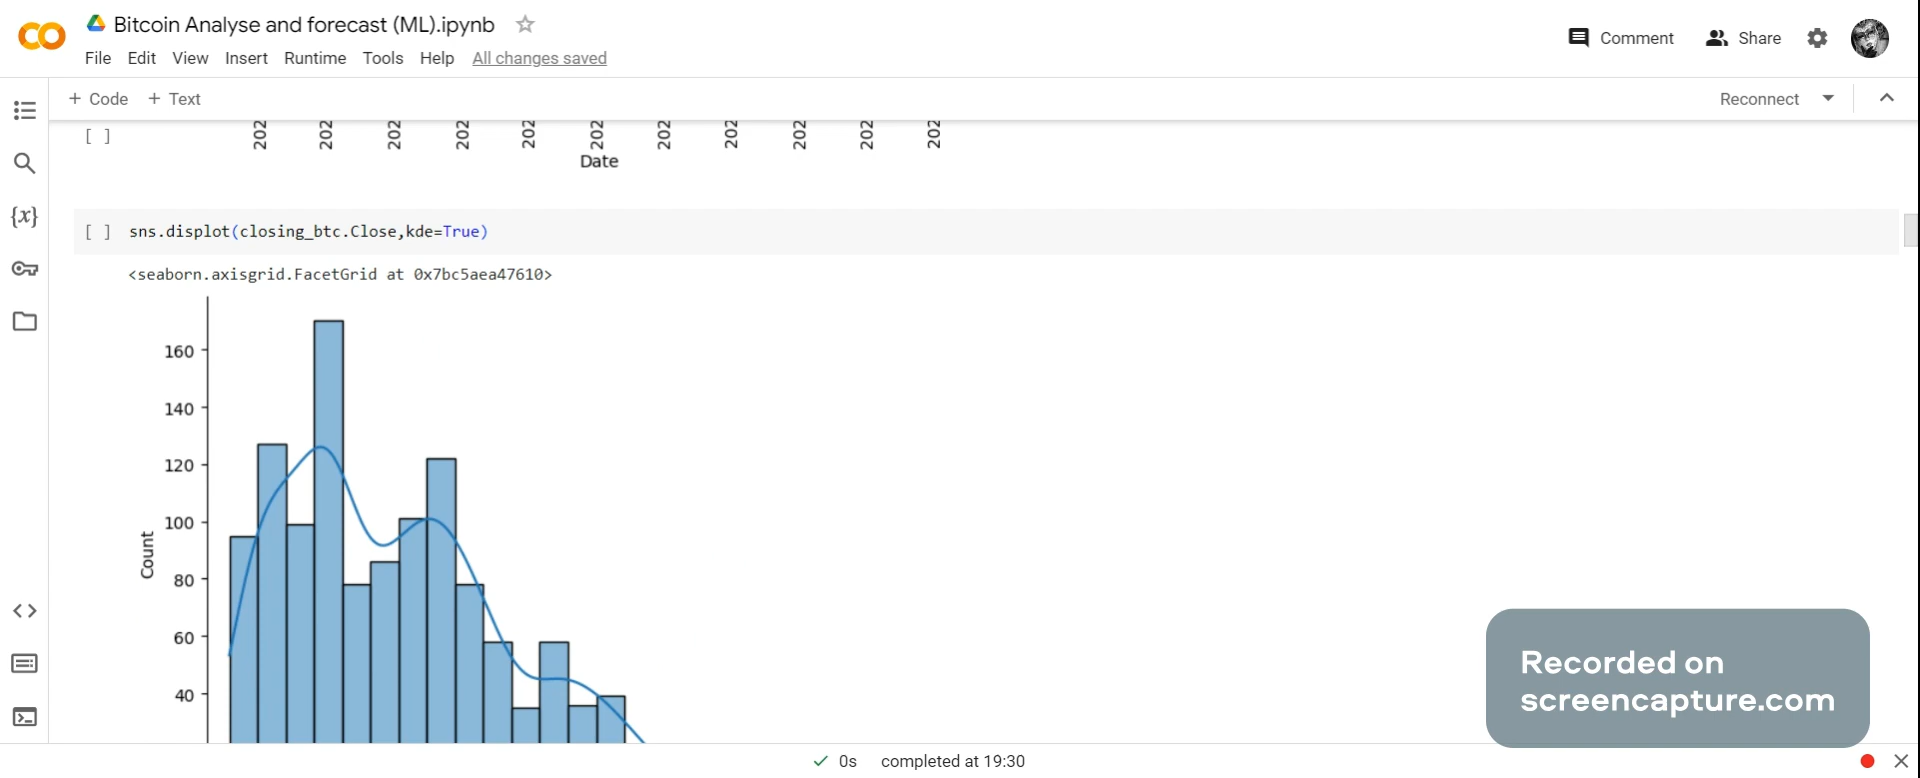 Bitcoin Analyse and forecast (ML).ipynb
Comment
Share
File Edit View Insert Runtime Tools Help All changes saved
+ Code + Text
Reconnect
[ ]
202 202 202 202 202 202 202 202 202 202 202
Date
{x}
[ ] sns.displot(closing_btc.Close,kde=True)
<seaborn.axisgrid.FacetGrid at 0x7bc5aea47610>
160
140
120
100
80
60
40
Count
Recorded on
screencapture.com
0s completed at 19:30